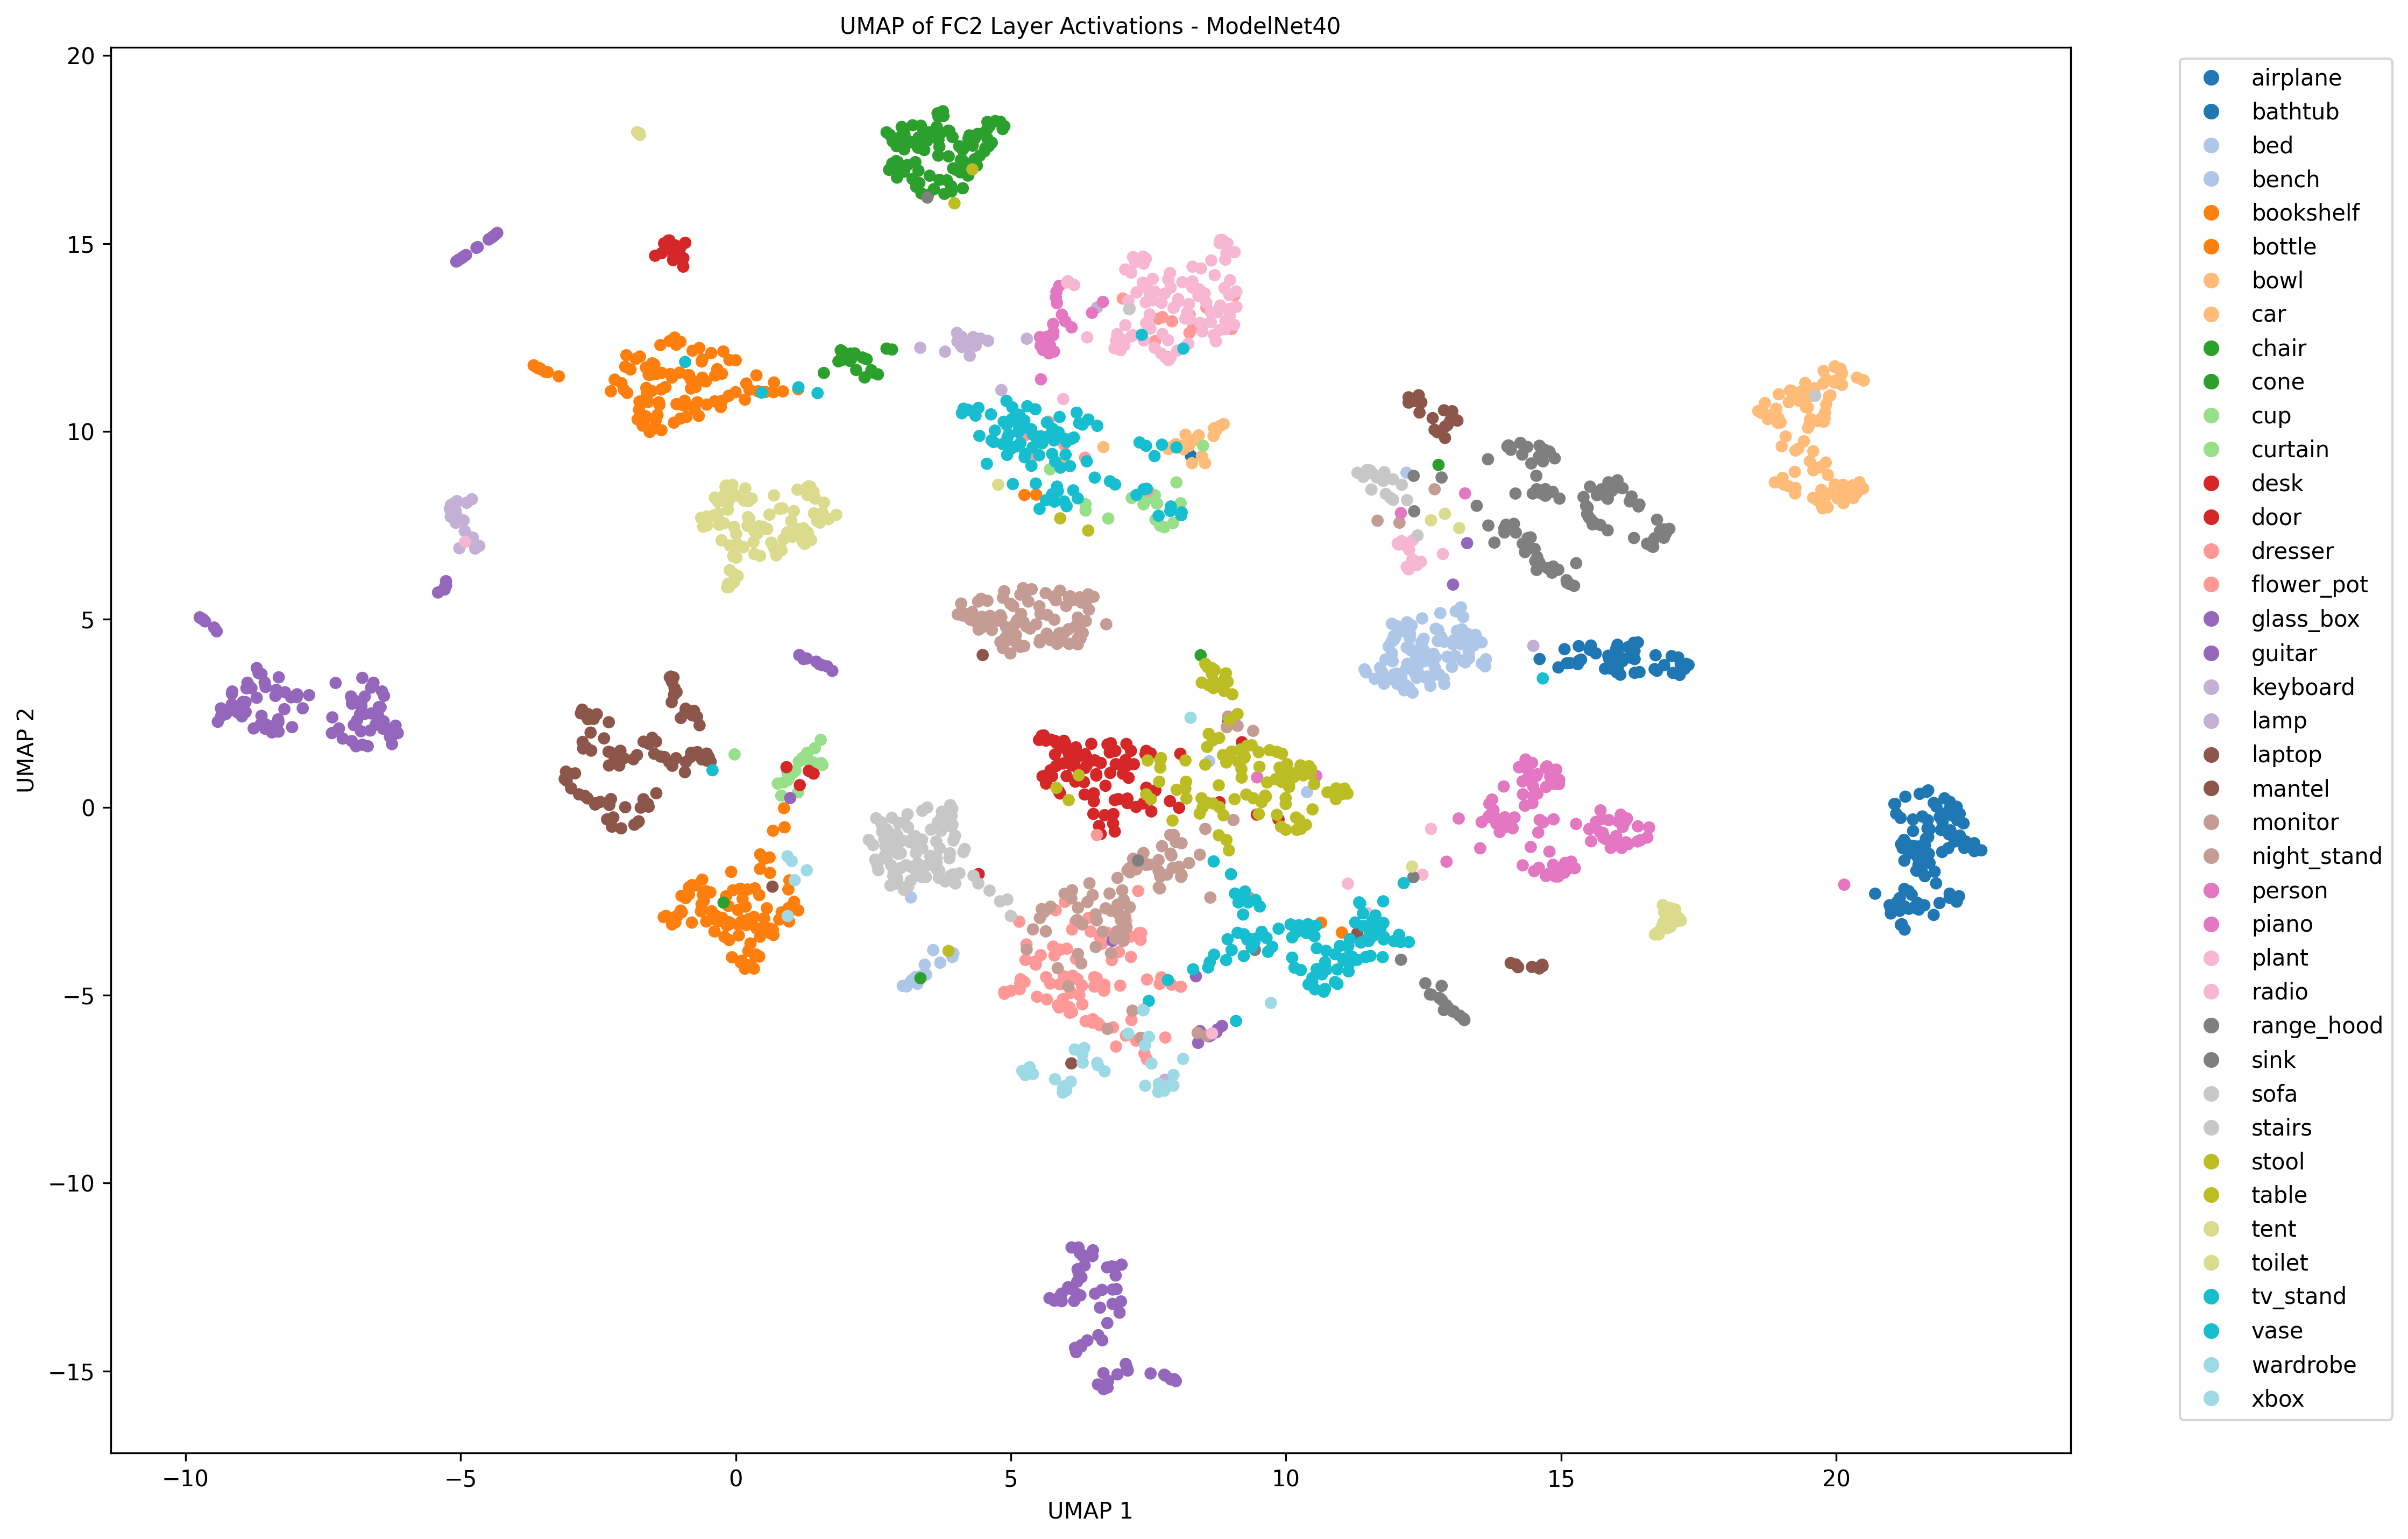 UMAP of FC2 Layer Activations - ModelNet40
20
15
10
5
0
−5
−10
−15
UMAP 2
−10
−5
0
5
10
15
20
UMAP 1
airplane
bathtub
bed
bench
bookshelf
bottle
bowl
car
chair
cone
cup
curtain
desk
door
dresser
flower_pot
glass_box
guitar
keyboard
lamp
laptop
mantel
monitor
night_stand
person
piano
plant
radio
range_hood
sink
sofa
stairs
stool
table
tent
toilet
tv_stand
vase
wardrobe
xbox